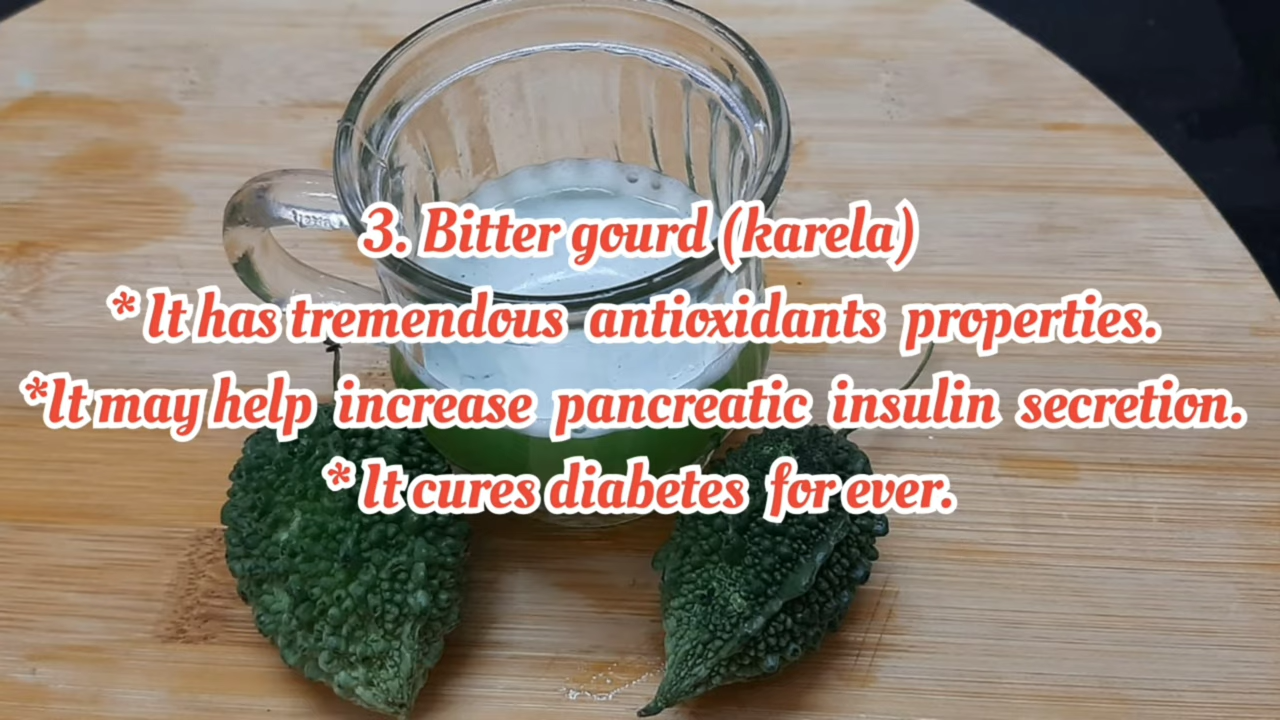 3. Bitter gourd (karela)
* It has tremendous antioxidants properties.
*It may help increase pancreatic insulin secretion.
* It cures diabetes for ever.